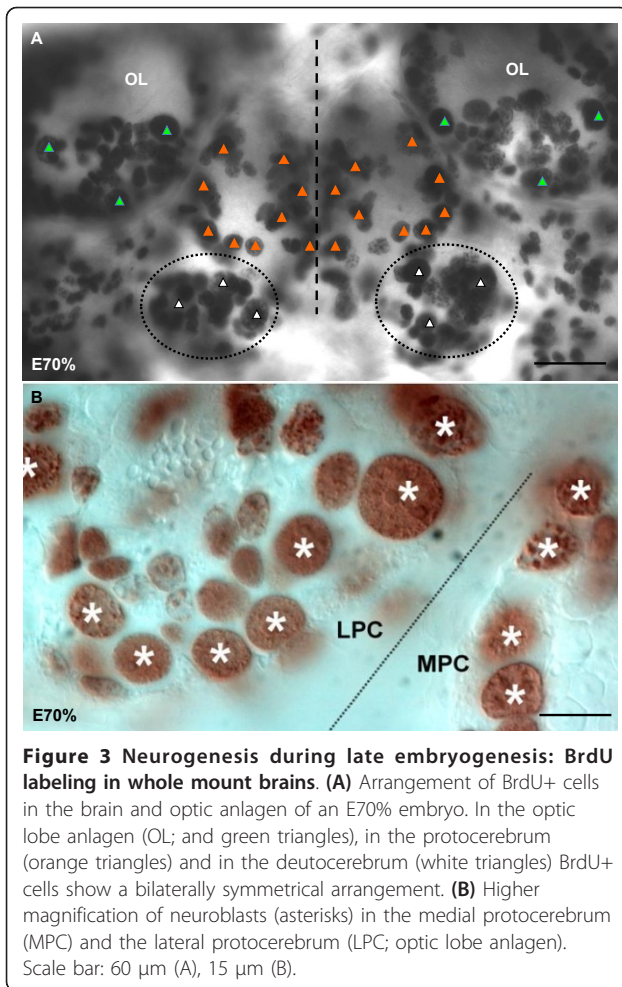 A
OL
OL
E70%
B
LPC
MPC
E70%
Figure 3 Neurogenesis during late embryogenesis: BrdU
labeling in whole mount brains. (A) Arrangement of BrdU+ cells
in the brain and optic anlagen of an E70% embryo. In the optic
lobe anlagen (OL; and green triangles), in the protocerebrum
(orange triangles) and in the deutocerebrum (white triangles) BrdU+
cells show a bilaterally symmetrical arrangement. (B) Higher
magnification of neuroblasts (asterisks) in the medial protocerebrum
(MPC) and the lateral protocerebrum (LPC; optic lobe anlagen).
Scale bar: 60 μm (A), 15 μm (B).